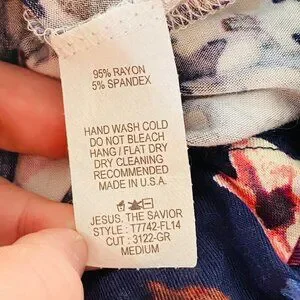 95% RAYON
5% SPANDEX
HAND WASH COLD
DO NOT BLEACH
HANG / FLAT DRY
DRY CLEANING
RECOMMENDED
MADE IN U.S.A.
JESUS. THE SAVIOR
STYLE : T7742-FL14
CUT : 3122-GR
MEDIUM